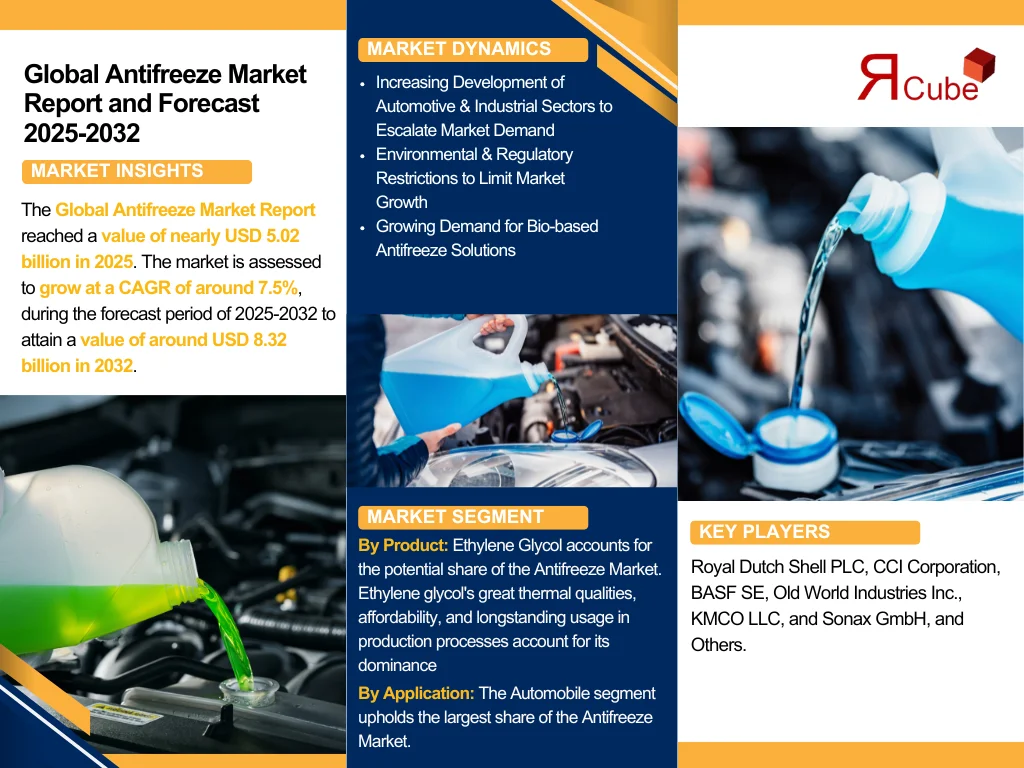 Global Antifreeze Market
Report and Forecast
2025-2032
MARKET INSIGHTS
The Global Antifreeze Market Report
reached a value of nearly USD 5.02
billion in 2025. The market is assessed
to grow at a CAGR of around 7.5%,
during the forecast period of 2025-2032 to
attain a value of around USD 8.32
billion in 2032.
MARKET DYNAMICS
• Increasing Development of
Automotive & Industrial Sectors to
Escalate Market Demand
• Environmental & Regulatory
Restrictions to Limit Market
Growth
• Growing Demand for Bio-based
Antifreeze Solutions
MARKET SEGMENT
By Product: Ethylene Glycol accounts for
the potential share of the Antifreeze Market.
Ethylene glycol's great thermal qualities,
affordability, and longstanding usage in
production processes account for its
dominance
By Application: The Automobile segment
upholds the largest share of the Antifreeze
Market.
ЯCube
KEY PLAYERS
Royal Dutch Shell PLC, CCI Corporation,
BASF SE, Old World Industries Inc.,
KMCO LLC, and Sonax GmbH, and
Others.